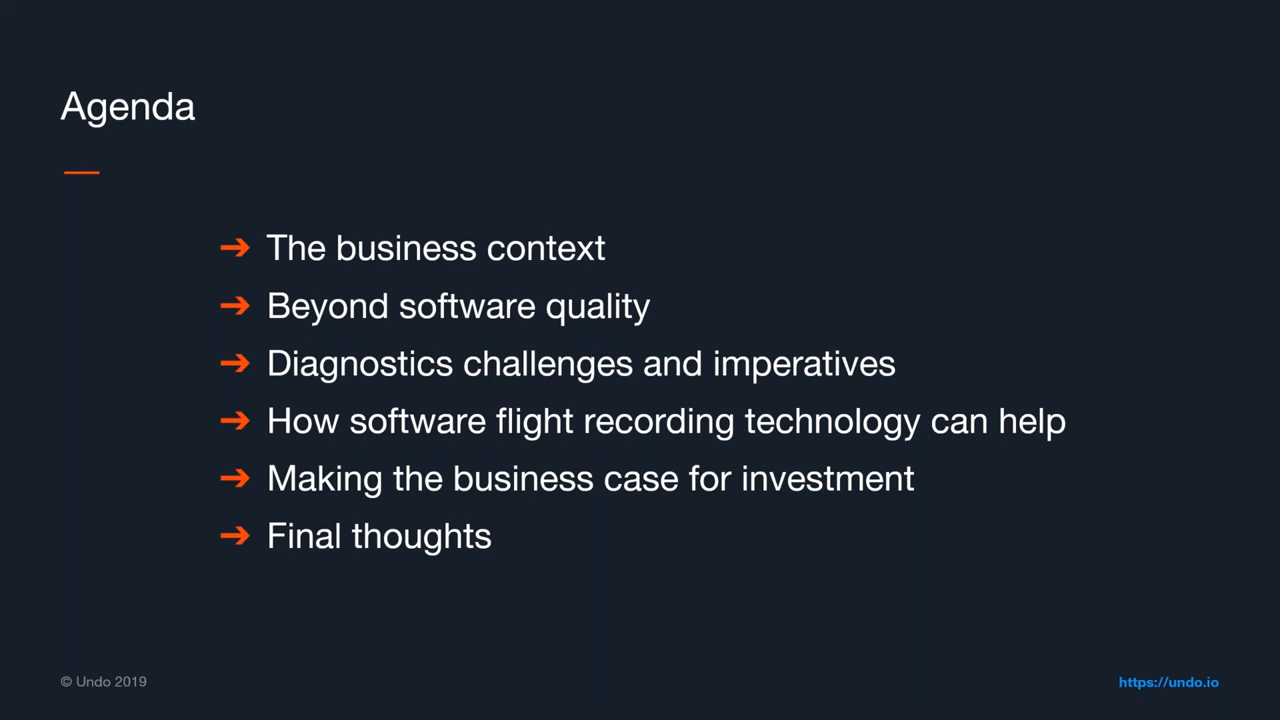 Agenda
➔ The business context
➔ Beyond software quality
➔ Diagnostics challenges and imperatives
➔ How software flight recording technology can help
➔ Making the business case for investment
➔ Final thoughts
© Undo 2019
https://undo.io